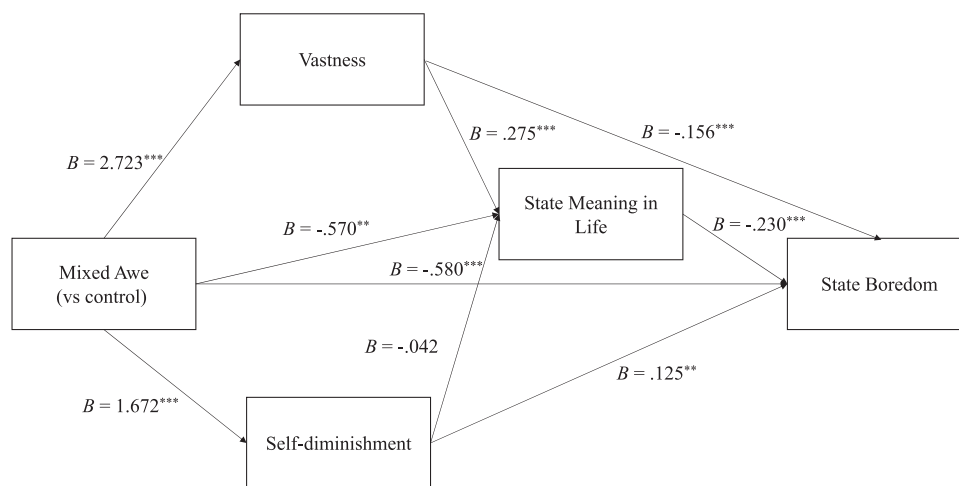 Vastness
B = -.156***
B = .275***
B = 2.723***
State Meaning in
Life
B = -.570**
B = -.230***
Mixed Awe
(vs control)
B = -.580***
State Boredom
B = -.042
B = .125**
B = 1.672***
Self-diminishment